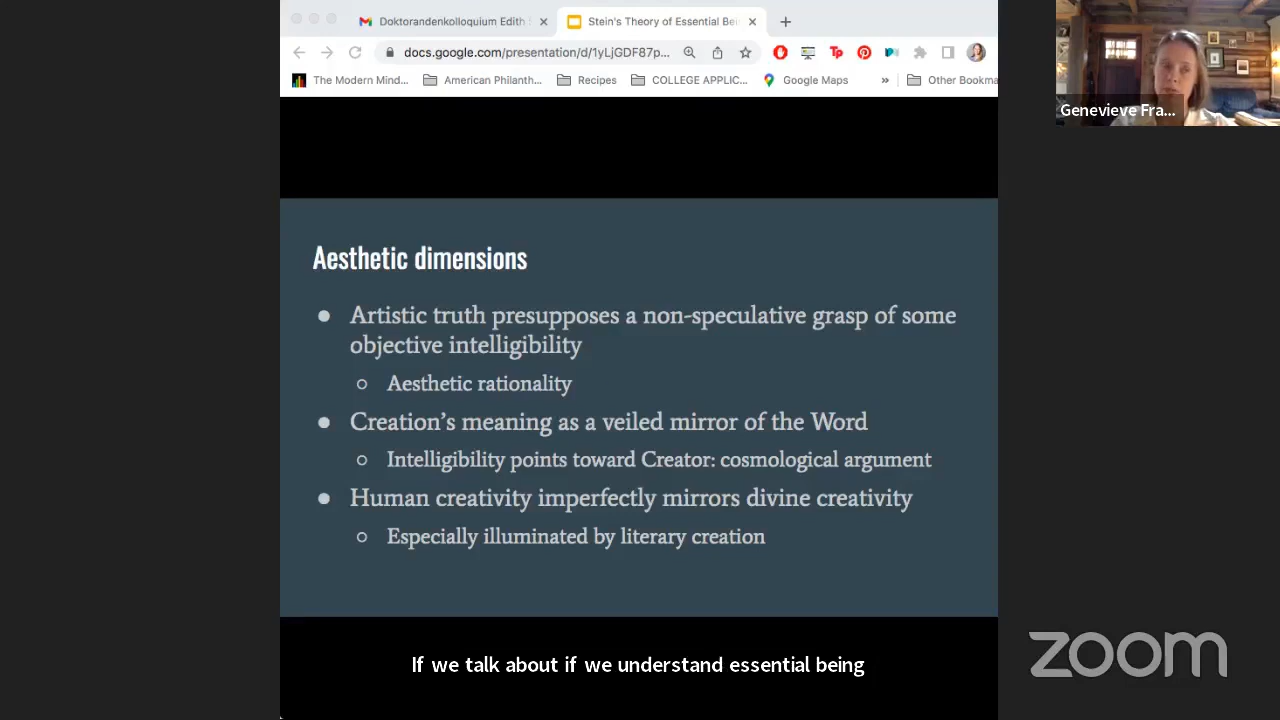 Doktorandenkolloquium Edith
Stein's Theory of Essential Bei
docs.google.com/presentation/d/1yLjGDF87p...
The Modern Mind...
American Philanth...
Recipes
COLLEGE APPLIC...
Google Maps
»
Other Bookma
Genevieve Fra...
Aesthetic dimensions
● Artistic truth presupposes a non-speculative grasp of some
objective intelligibility
○ Aesthetic rationality
● Creation's meaning as a veiled mirror of the Word
○ Intelligibility points toward Creator: cosmological argument
● Human creativity imperfectly mirrors divine creativity
○ Especially illuminated by literary creation
If we talk about if we understand essential being
zoom